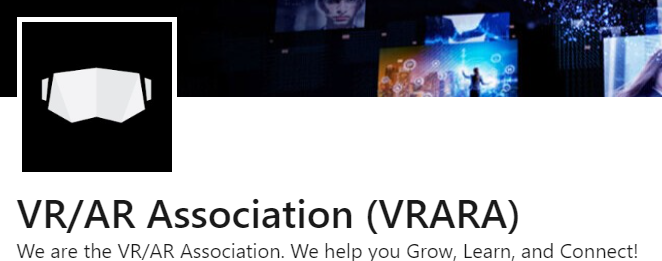 VR/AR Association (VRARA)
We are the VR/AR Association. We help you Grow, Learn, and Connect!